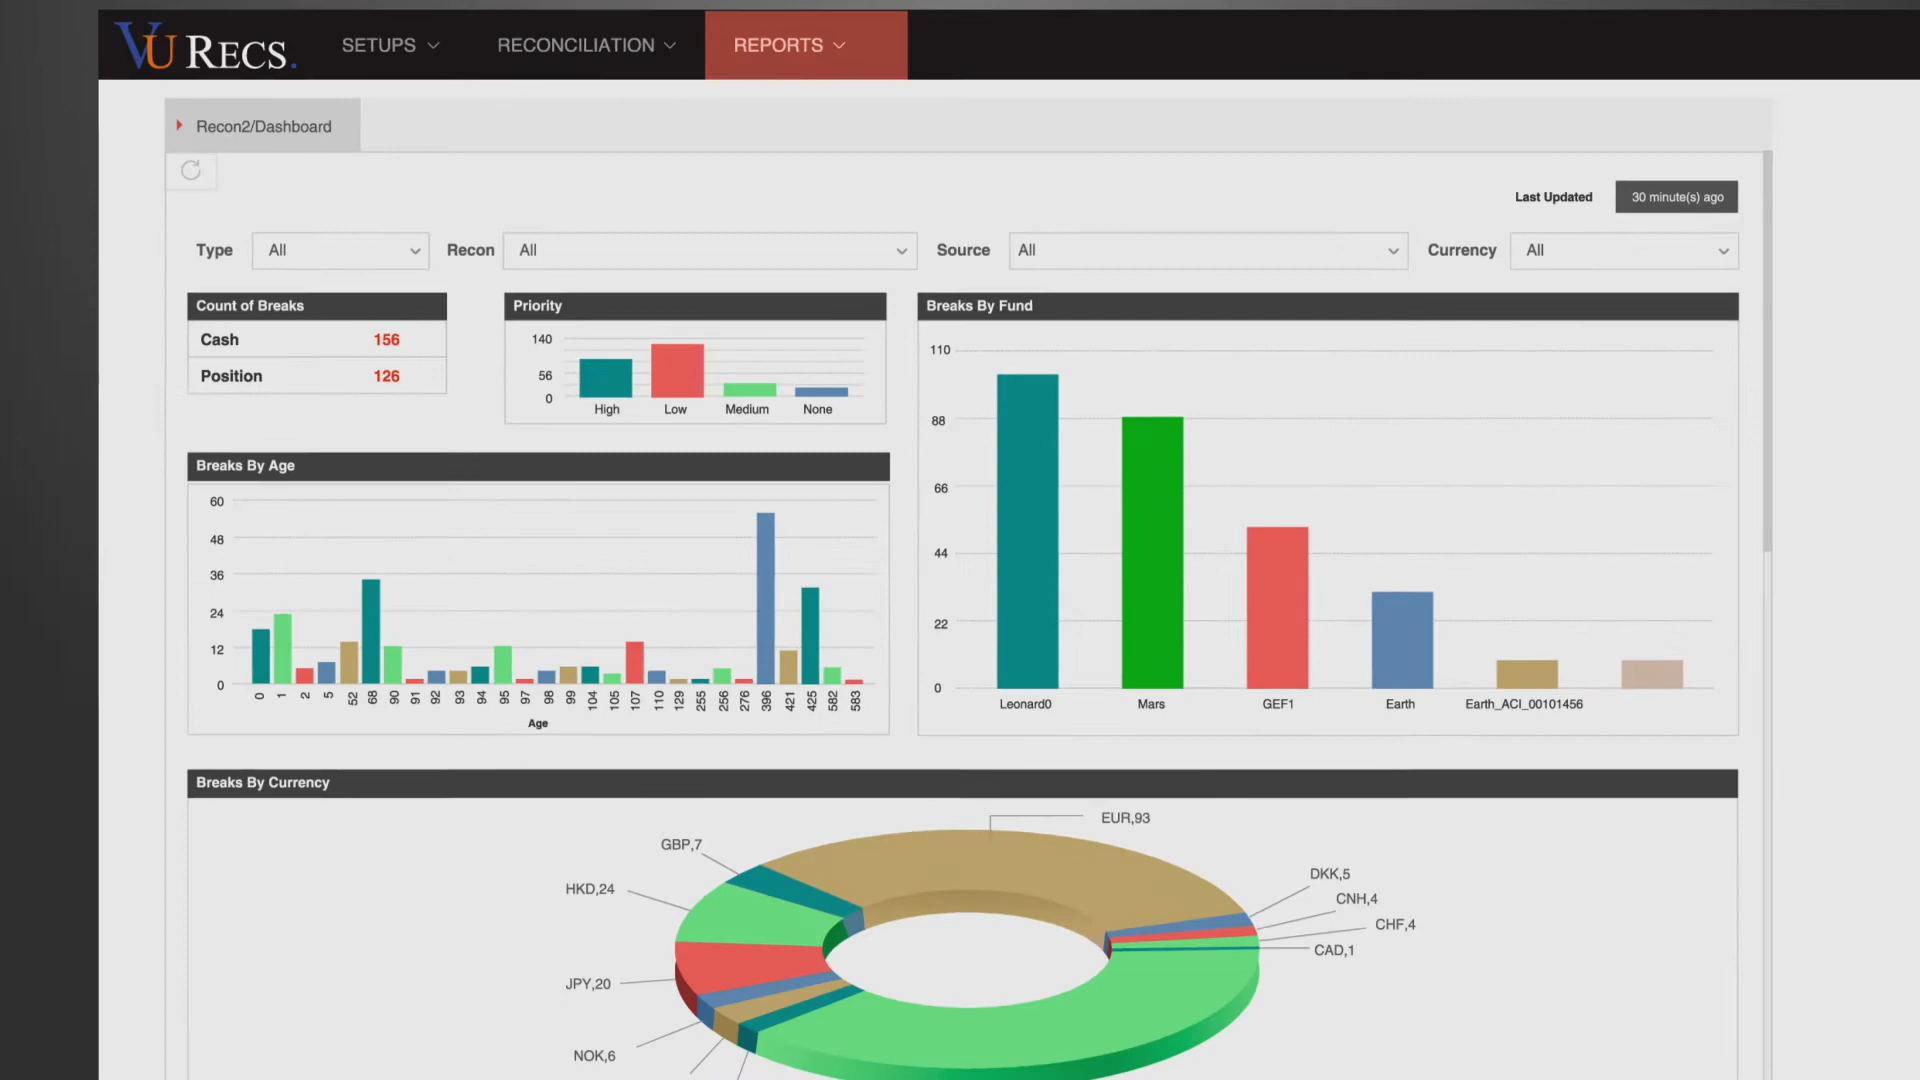 VU RECS.
SETUPS
RECONCILIATION
REPORTS
Recon2/Dashboard
Last Updated
30 minute(s) ago
Type
All
Recon
All
Source
All
Currency
All
Count of Breaks
Cash
156
Position
126
Priority
140
56
0
High
Low
Medium
None
Breaks By Fund
110
88
66
44
22
0
Leonard0
Mars
GEF1
Earth
Earth_ACI_00101456
Breaks By Age
60
48
36
24
12
0
0
1
2
5
52
68
90
91
92
93
94
95
97
98
99
104
105
107
110
129
255
256
276
396
421
425
582
583
Age
Breaks By Currency
EUR,93
GBP,7
HKD,24
JPY,20
NOK,6
DKK,5
CNH,4
CHF,4
CAD,1